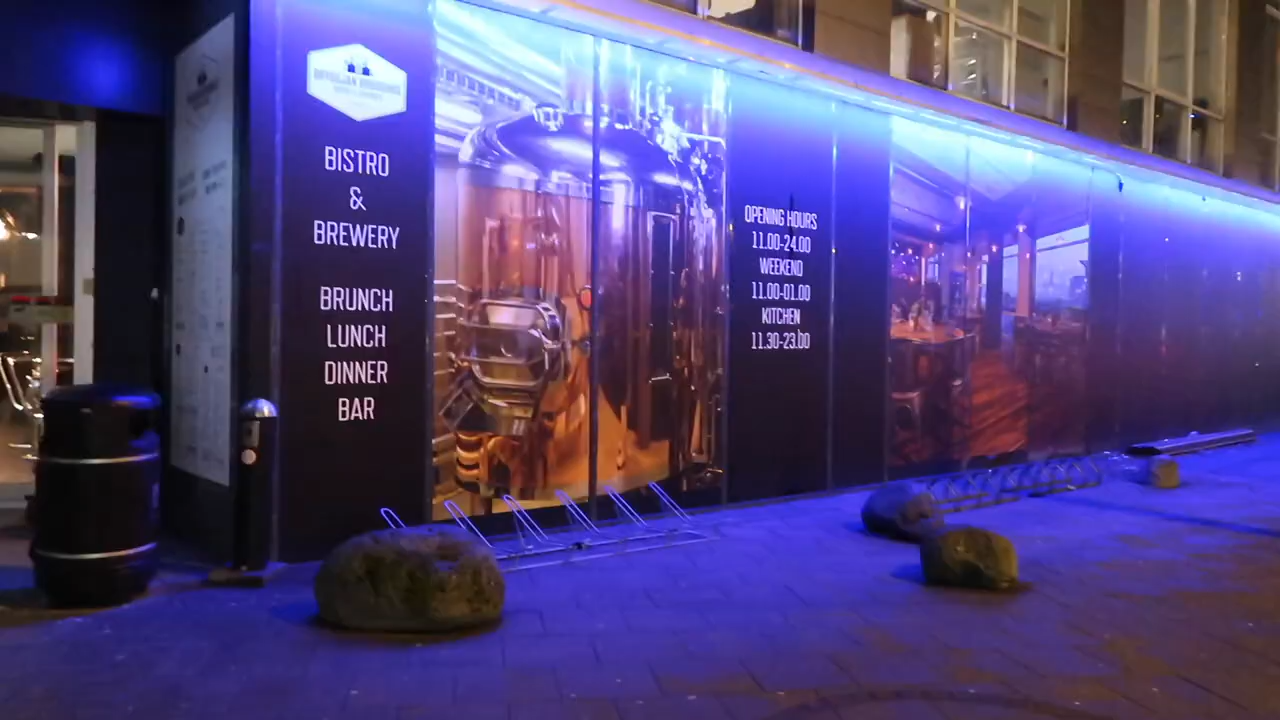 BISTRO
&
BREWERY
BRUNCH
LUNCH
DINNER
BAR
OPENING HOURS
11.00-24.00
WEEKEND
11.00-01.00
KITCHEN
11.30-23.00